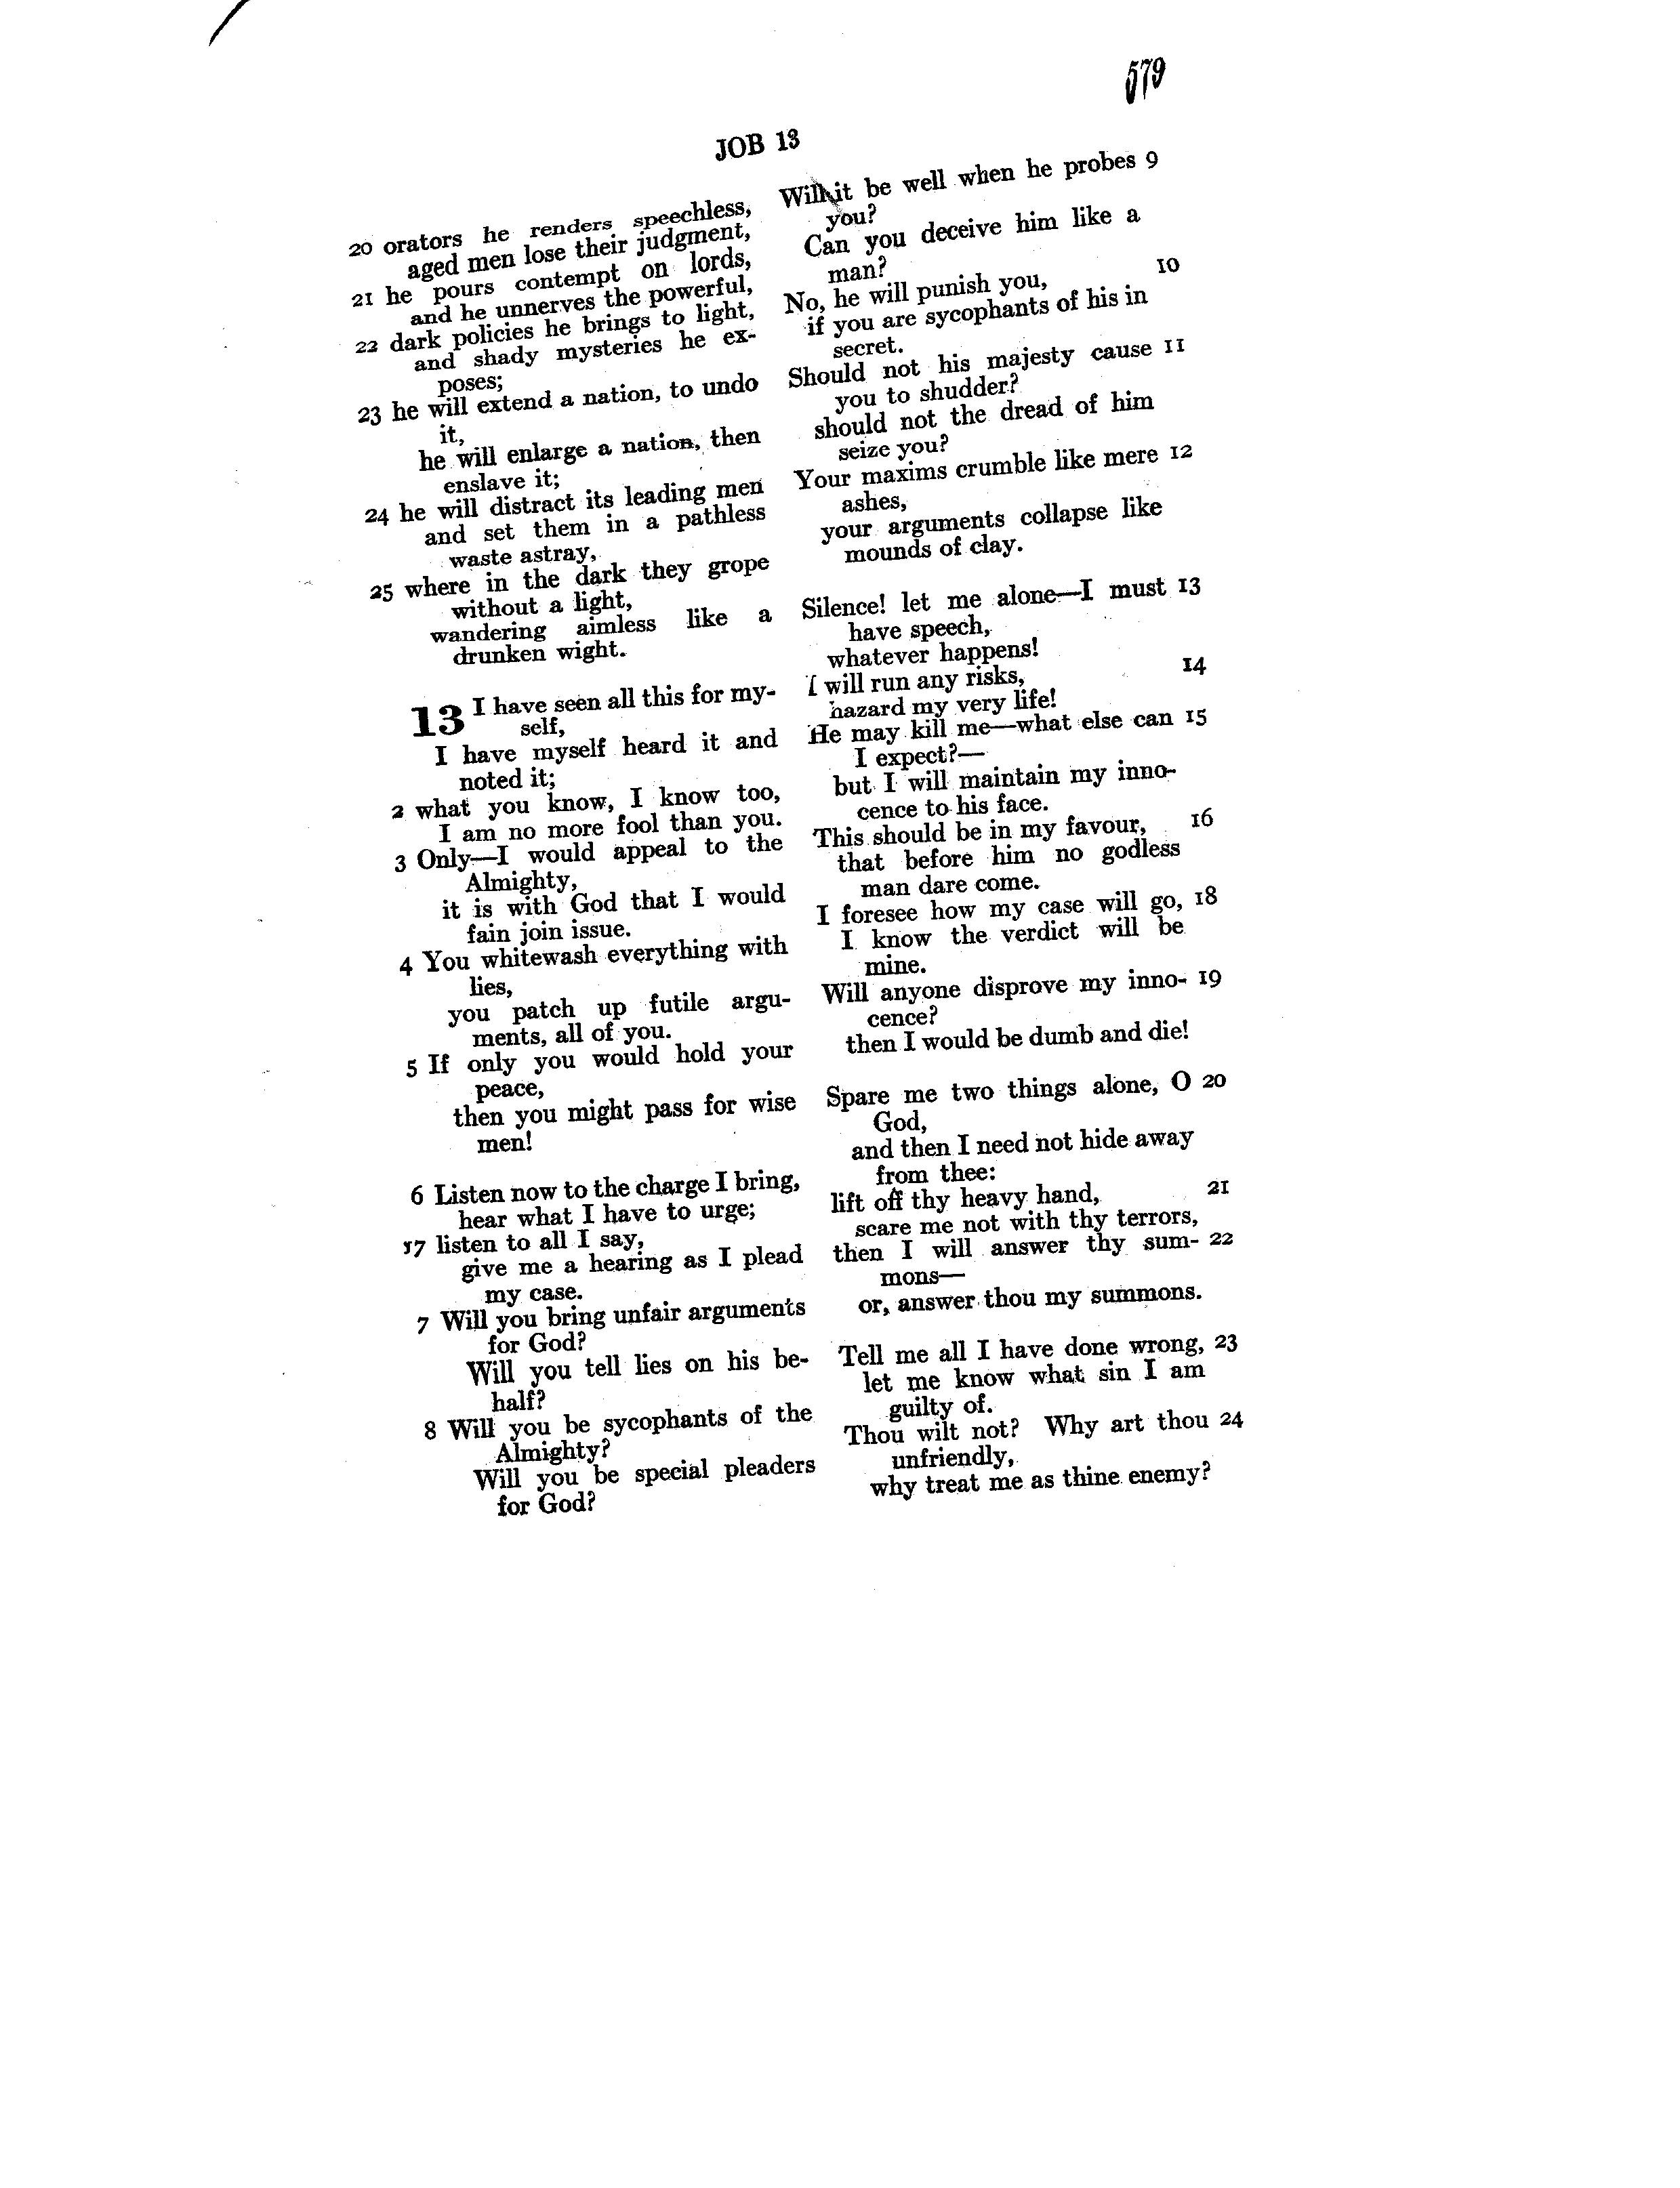 579
JOB 13
20 orators he renders speechless,
aged men lose their judgment,
21 he pours contempt on lords,
and he unnerves the powerful,
22 dark policies he brings to light,
and shady mysteries he ex-
poses;
23 he will extend a nation, to undo
it,
he will enlarge a nation, then
enslave it;
24 he will distract its leading men
and set them in a pathless
waste astray,
25 where in the dark they grope
without a light,
wandering aimless like a
drunken wight.
13 I have seen all this for my-
self,
I have myself heard it and
noted it;
2 what you know, I know too,
I am no more fool than you.
3 Only—I would appeal to the
Almighty,
it is with God that I would
fain join issue.
4 You whitewash everything with
lies,
you patch up futile argu-
ments, all of you.
5 If only you would hold your
peace,
then you might pass for wise
men!
6 Listen now to the charge I bring,
hear what I have to urge;
17 listen to all I say,
give me a hearing as I plead
my case.
7 Will you bring unfair arguments
for God?
Will you tell lies on his be-
half?
8 Will you be sycophants of the
Almighty?
Will you be special pleaders
for God?
Will it be well when he probes 9
you?
Can you deceive him like a
man?
No, he will punish you, 10
if you are sycophants of his in
secret.
Should not his majesty cause 11
you to shudder?
should not the dread of him
seize you?
Your maxims crumble like mere 12
ashes,
your arguments collapse like
mounds of clay.
Silence! let me alone—I must 13
have speech,
whatever happens!
I will run any risks, 14
hazard my very life!
He may kill me—what else can 15
I expect?—
but I will maintain my inno-
cence to his face.
This should be in my favour, 16
that before him no godless
man dare come.
I foresee how my case will go, 18
I know the verdict will be
mine.
Will anyone disprove my inno- 19
cence?
then I would be dumb and die!
Spare me two things alone, O 20
God,
and then I need not hide away
from thee:
lift off thy heavy hand, 21
scare me not with thy terrors,
then I will answer thy sum- 22
mons—
or, answer thou my summons.
Tell me all I have done wrong, 23
let me know what sin I am
guilty of.
Thou wilt not? Why art thou 24
unfriendly,
why treat me as thine enemy?